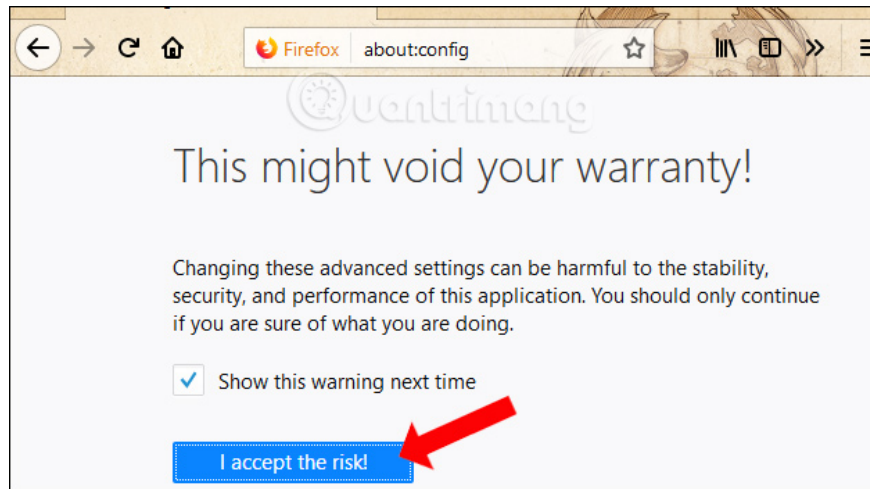 Firefox about:config
Quantrimang
This might void your warranty!
Changing these advanced settings can be harmful to the stability,
security, and performance of this application. You should only continue
if you are sure of what you are doing.
Show this warning next time
I accept the risk!